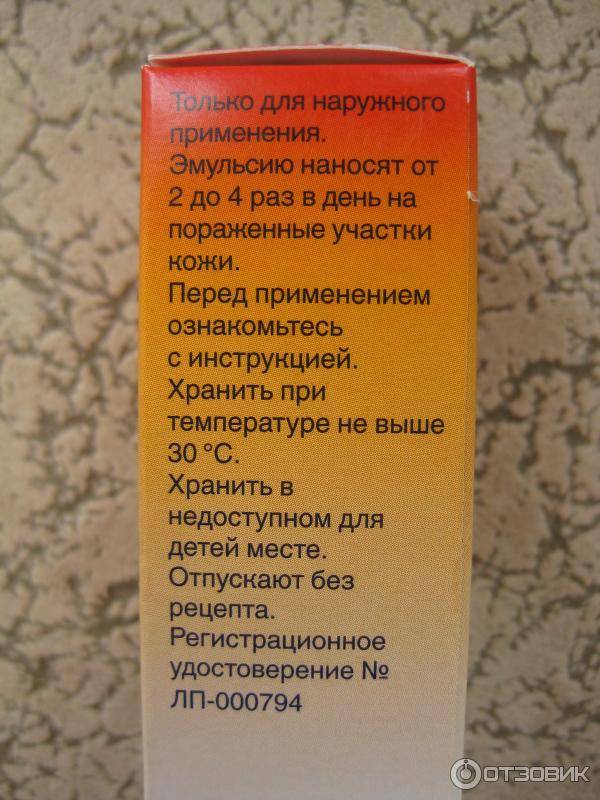 Только для наружного
применения.
Эмульсию наносят от
2 до 4 раз в день на
пораженные участки
кожи.
Перед применением
ознакомьтесь
с инструкцией.
Хранить при
температуре не выше
30 °С.
Хранить в
недоступном для
детей месте.
Отпускают без
рецепта.
Регистрационное
удостоверение №
ЛП-000794
ОТЗОВИК